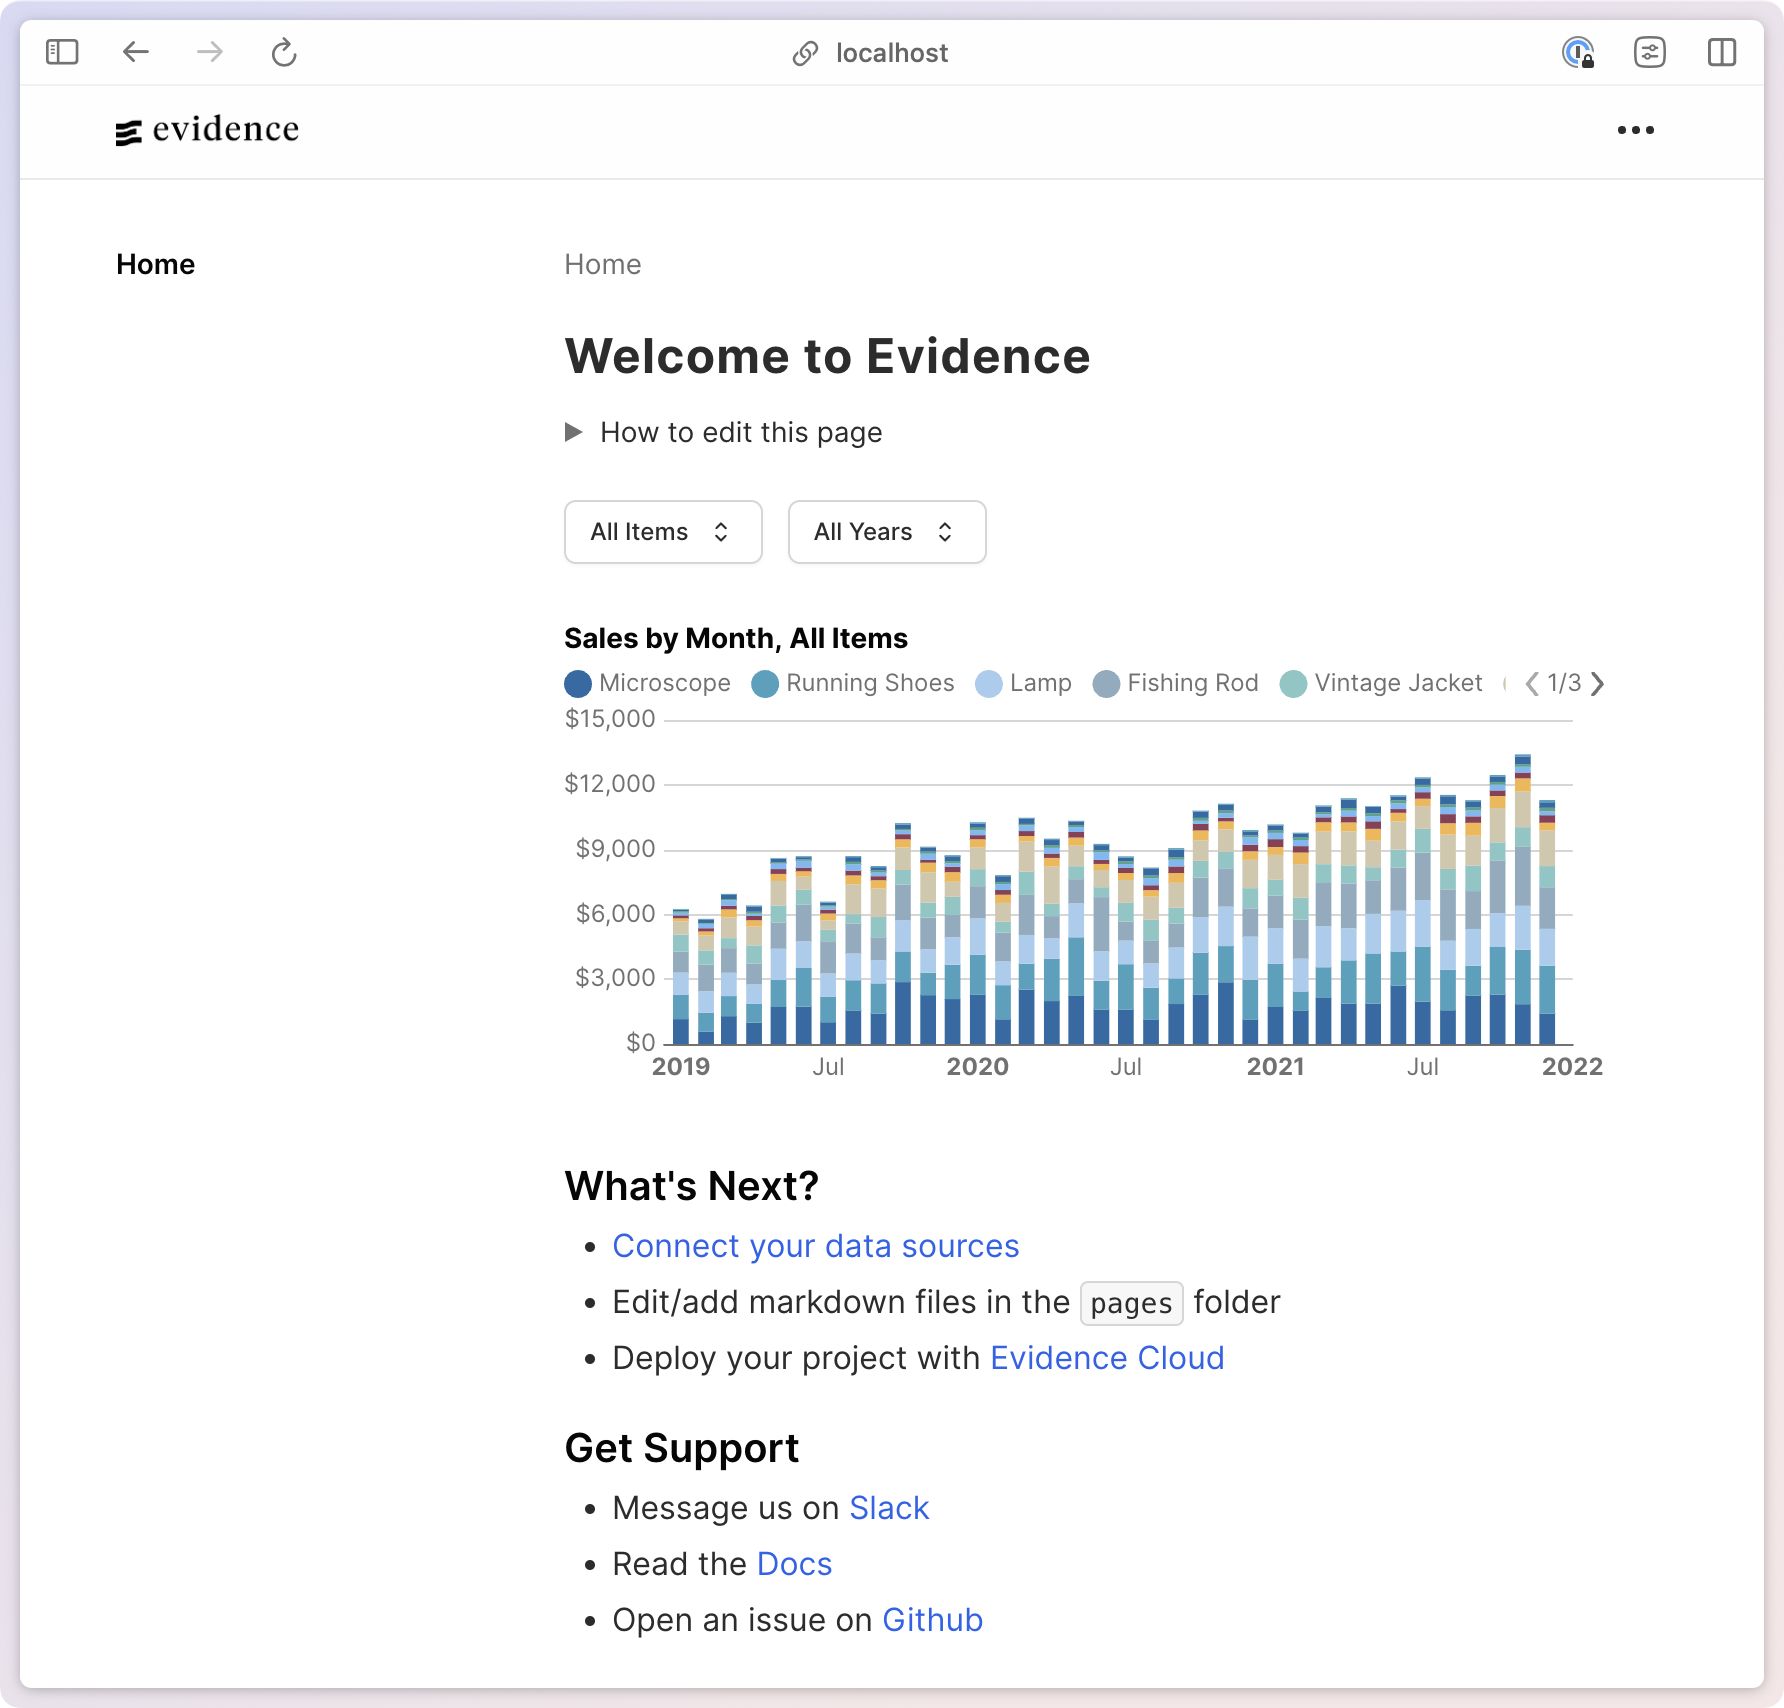 localhost
evidence
Home
Home
Welcome to Evidence
How to edit this page
All Items
All Years
Sales by Month, All Items
Microscope Running Shoes Lamp Fishing Rod Vintage Jacket 1/3
$15,000
$12,000
$9,000
$6,000
$3,000
$0
2019 Jul 2020 Jul 2021 Jul 2022
What's Next?
• Connect your data sources
• Edit/add markdown files in the pages folder
• Deploy your project with Evidence Cloud
Get Support
• Message us on Slack
• Read the Docs
• Open an issue on Github